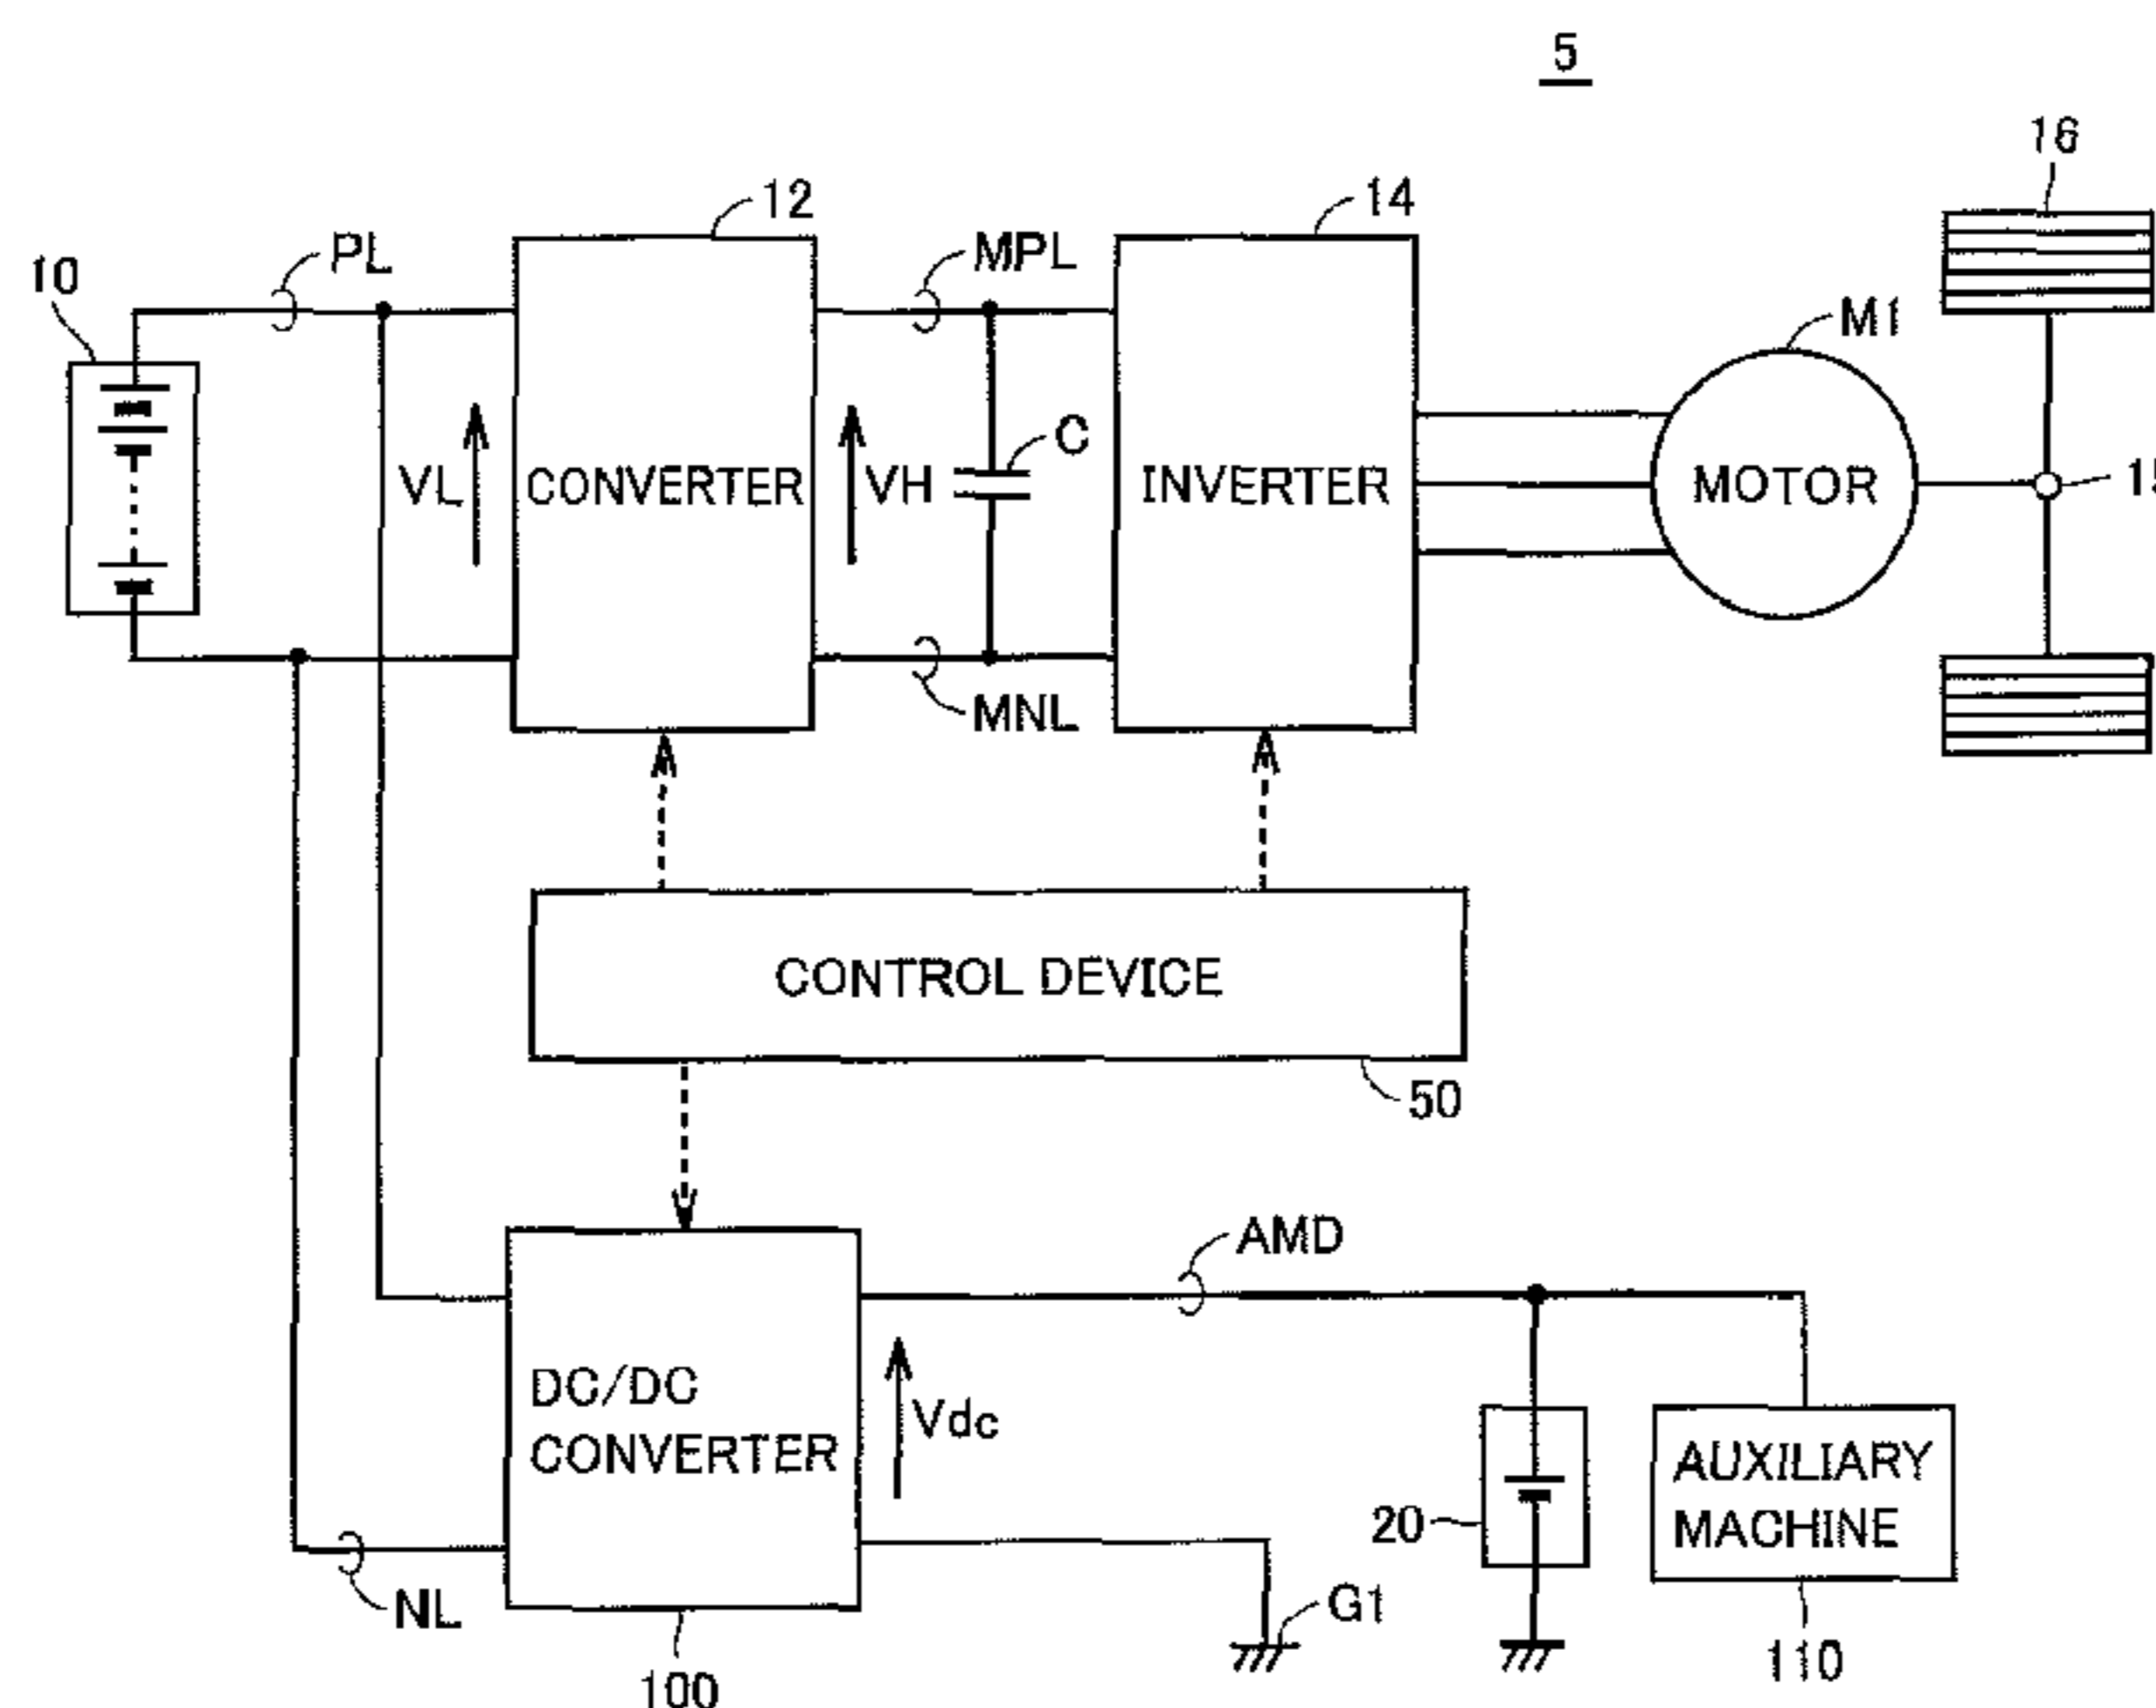 5
16
12
14
PL
MPL
10
M1
C
VL
CONVERTER
VH
INVERTER
MOTOR
15
MNL
CONTROL DEVICE
50
AMD
DC/DC
CONVERTER
Vdc
AUXILIARY
MACHINE
20
NL
G1
100
110